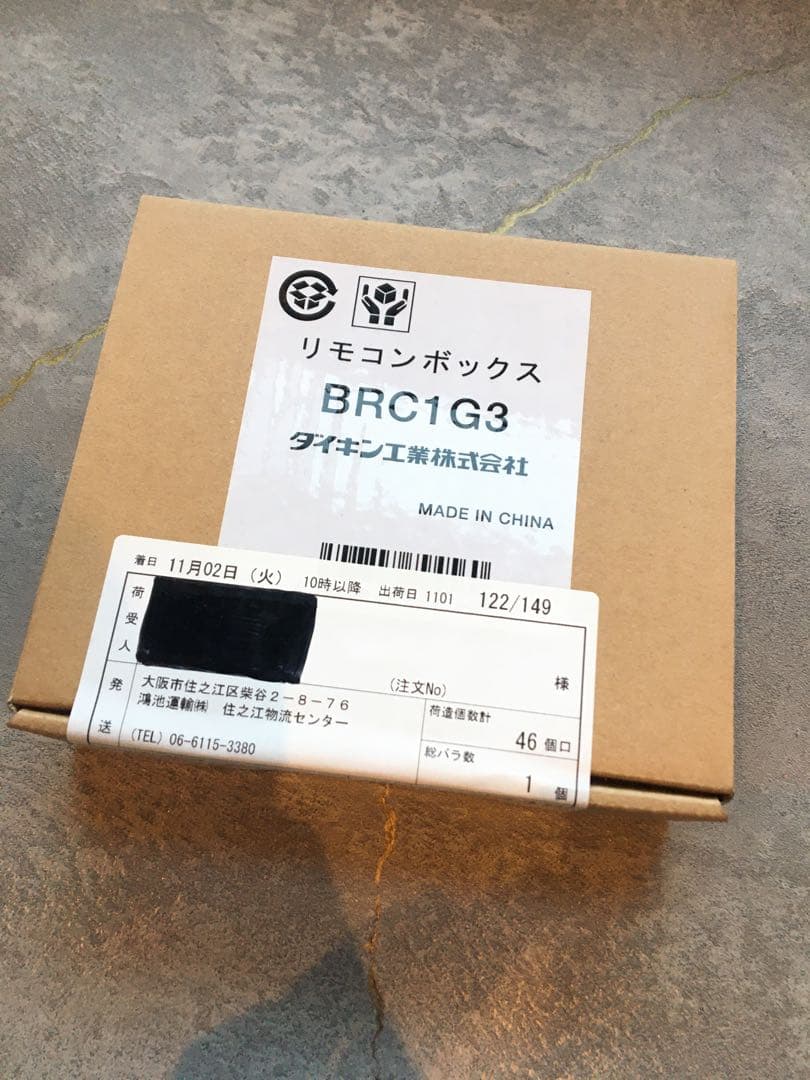 リモコンボックス
BRC1G3
ダイキン工業株式会社
MADE IN CHINA
着日 11月02日 (火) 10時以降 出荷日 1101 122/149
荷受人
様
(注文No)
発送
大阪市住之江区柴谷2-8-76
鴻池運輸㈱ 住之江物流センター
(TEL) 06-6115-3380
荷造個数計
46 個口
総バラ数
1 個